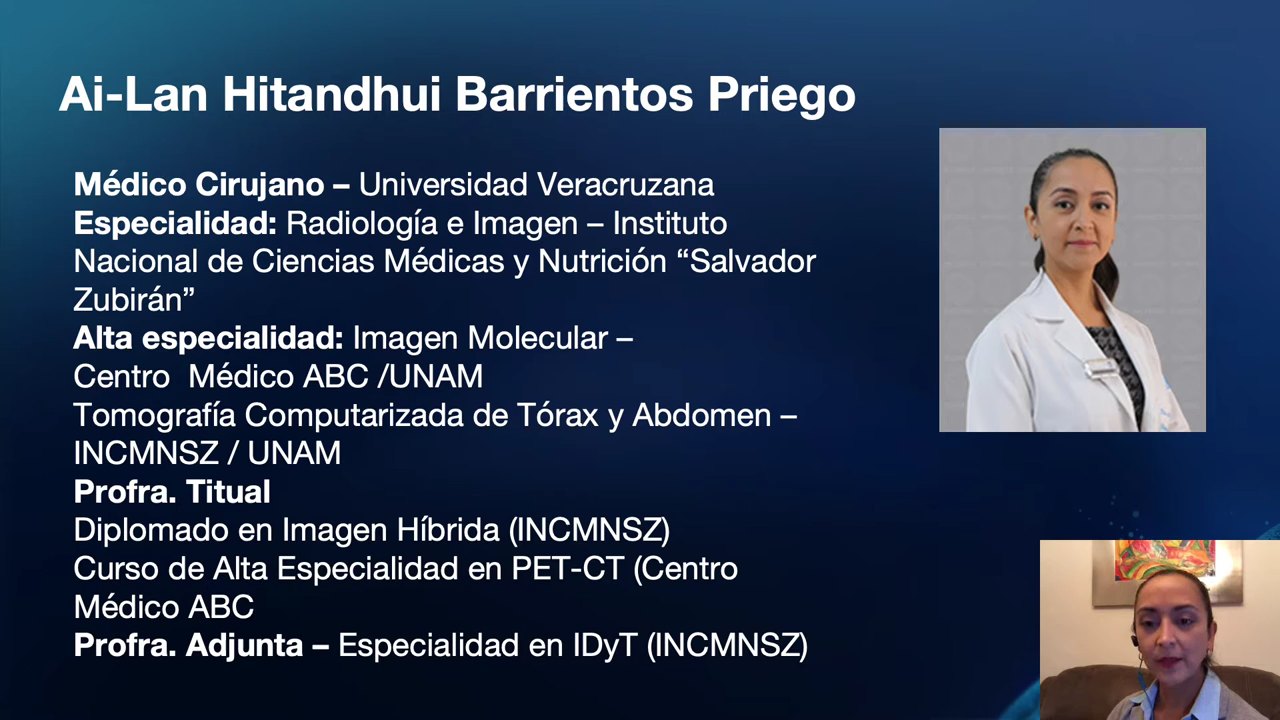 Ai-Lan Hitandhui Barrientos Priego
Médico Cirujano – Universidad Veracruzana
Especialidad: Radiología e Imagen – Instituto
Nacional de Ciencias Médicas y Nutrición “Salvador
Zubirán”
Alta especialidad: Imagen Molecular –
Centro  Médico ABC /UNAM
Tomografía Computarizada de Tórax y Abdomen –
INCMNSZ / UNAM
Profra. Titual
Diplomado en Imagen Híbrida (INCMNSZ)
Curso de Alta Especialidad en PET-CT (Centro
Médico ABC
Profra. Adjunta – Especialidad en IDyT (INCMNSZ)